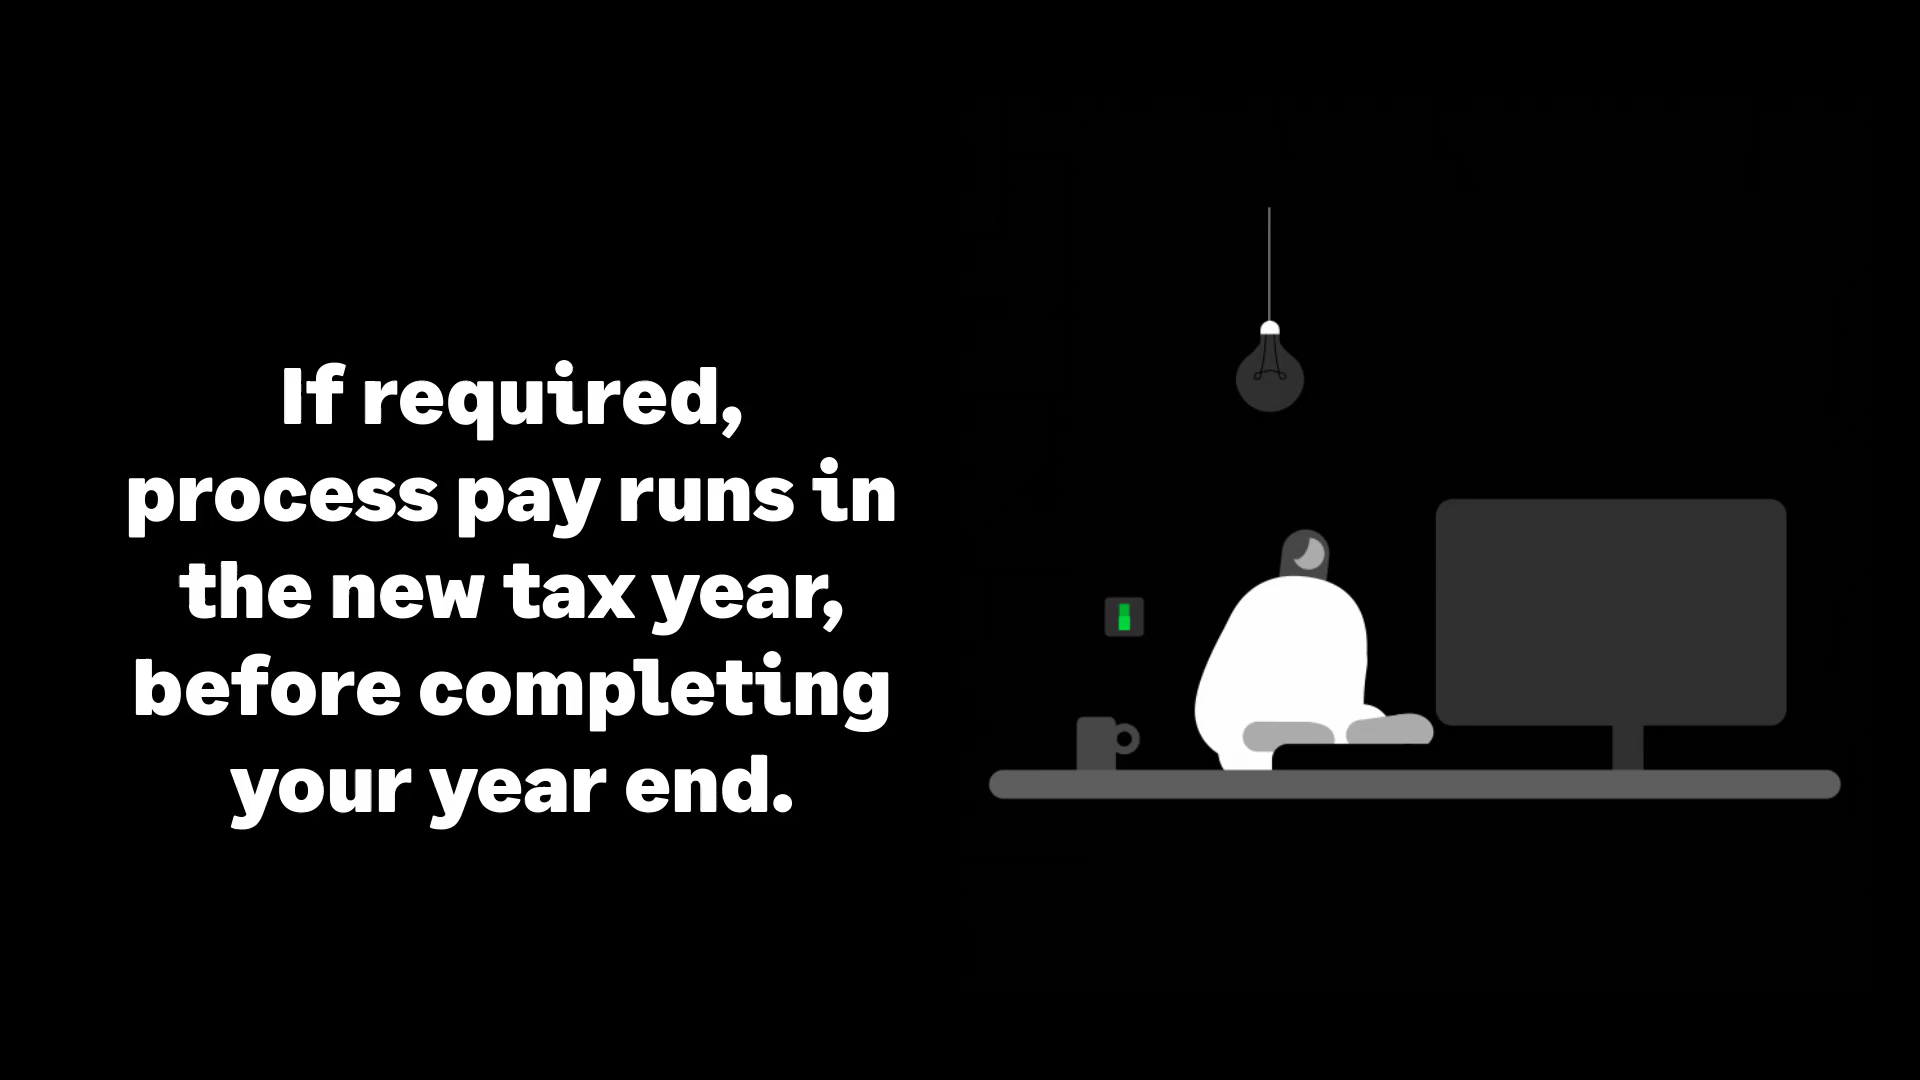 If required,
process pay runs in
the new tax year,
before completing
your year end.